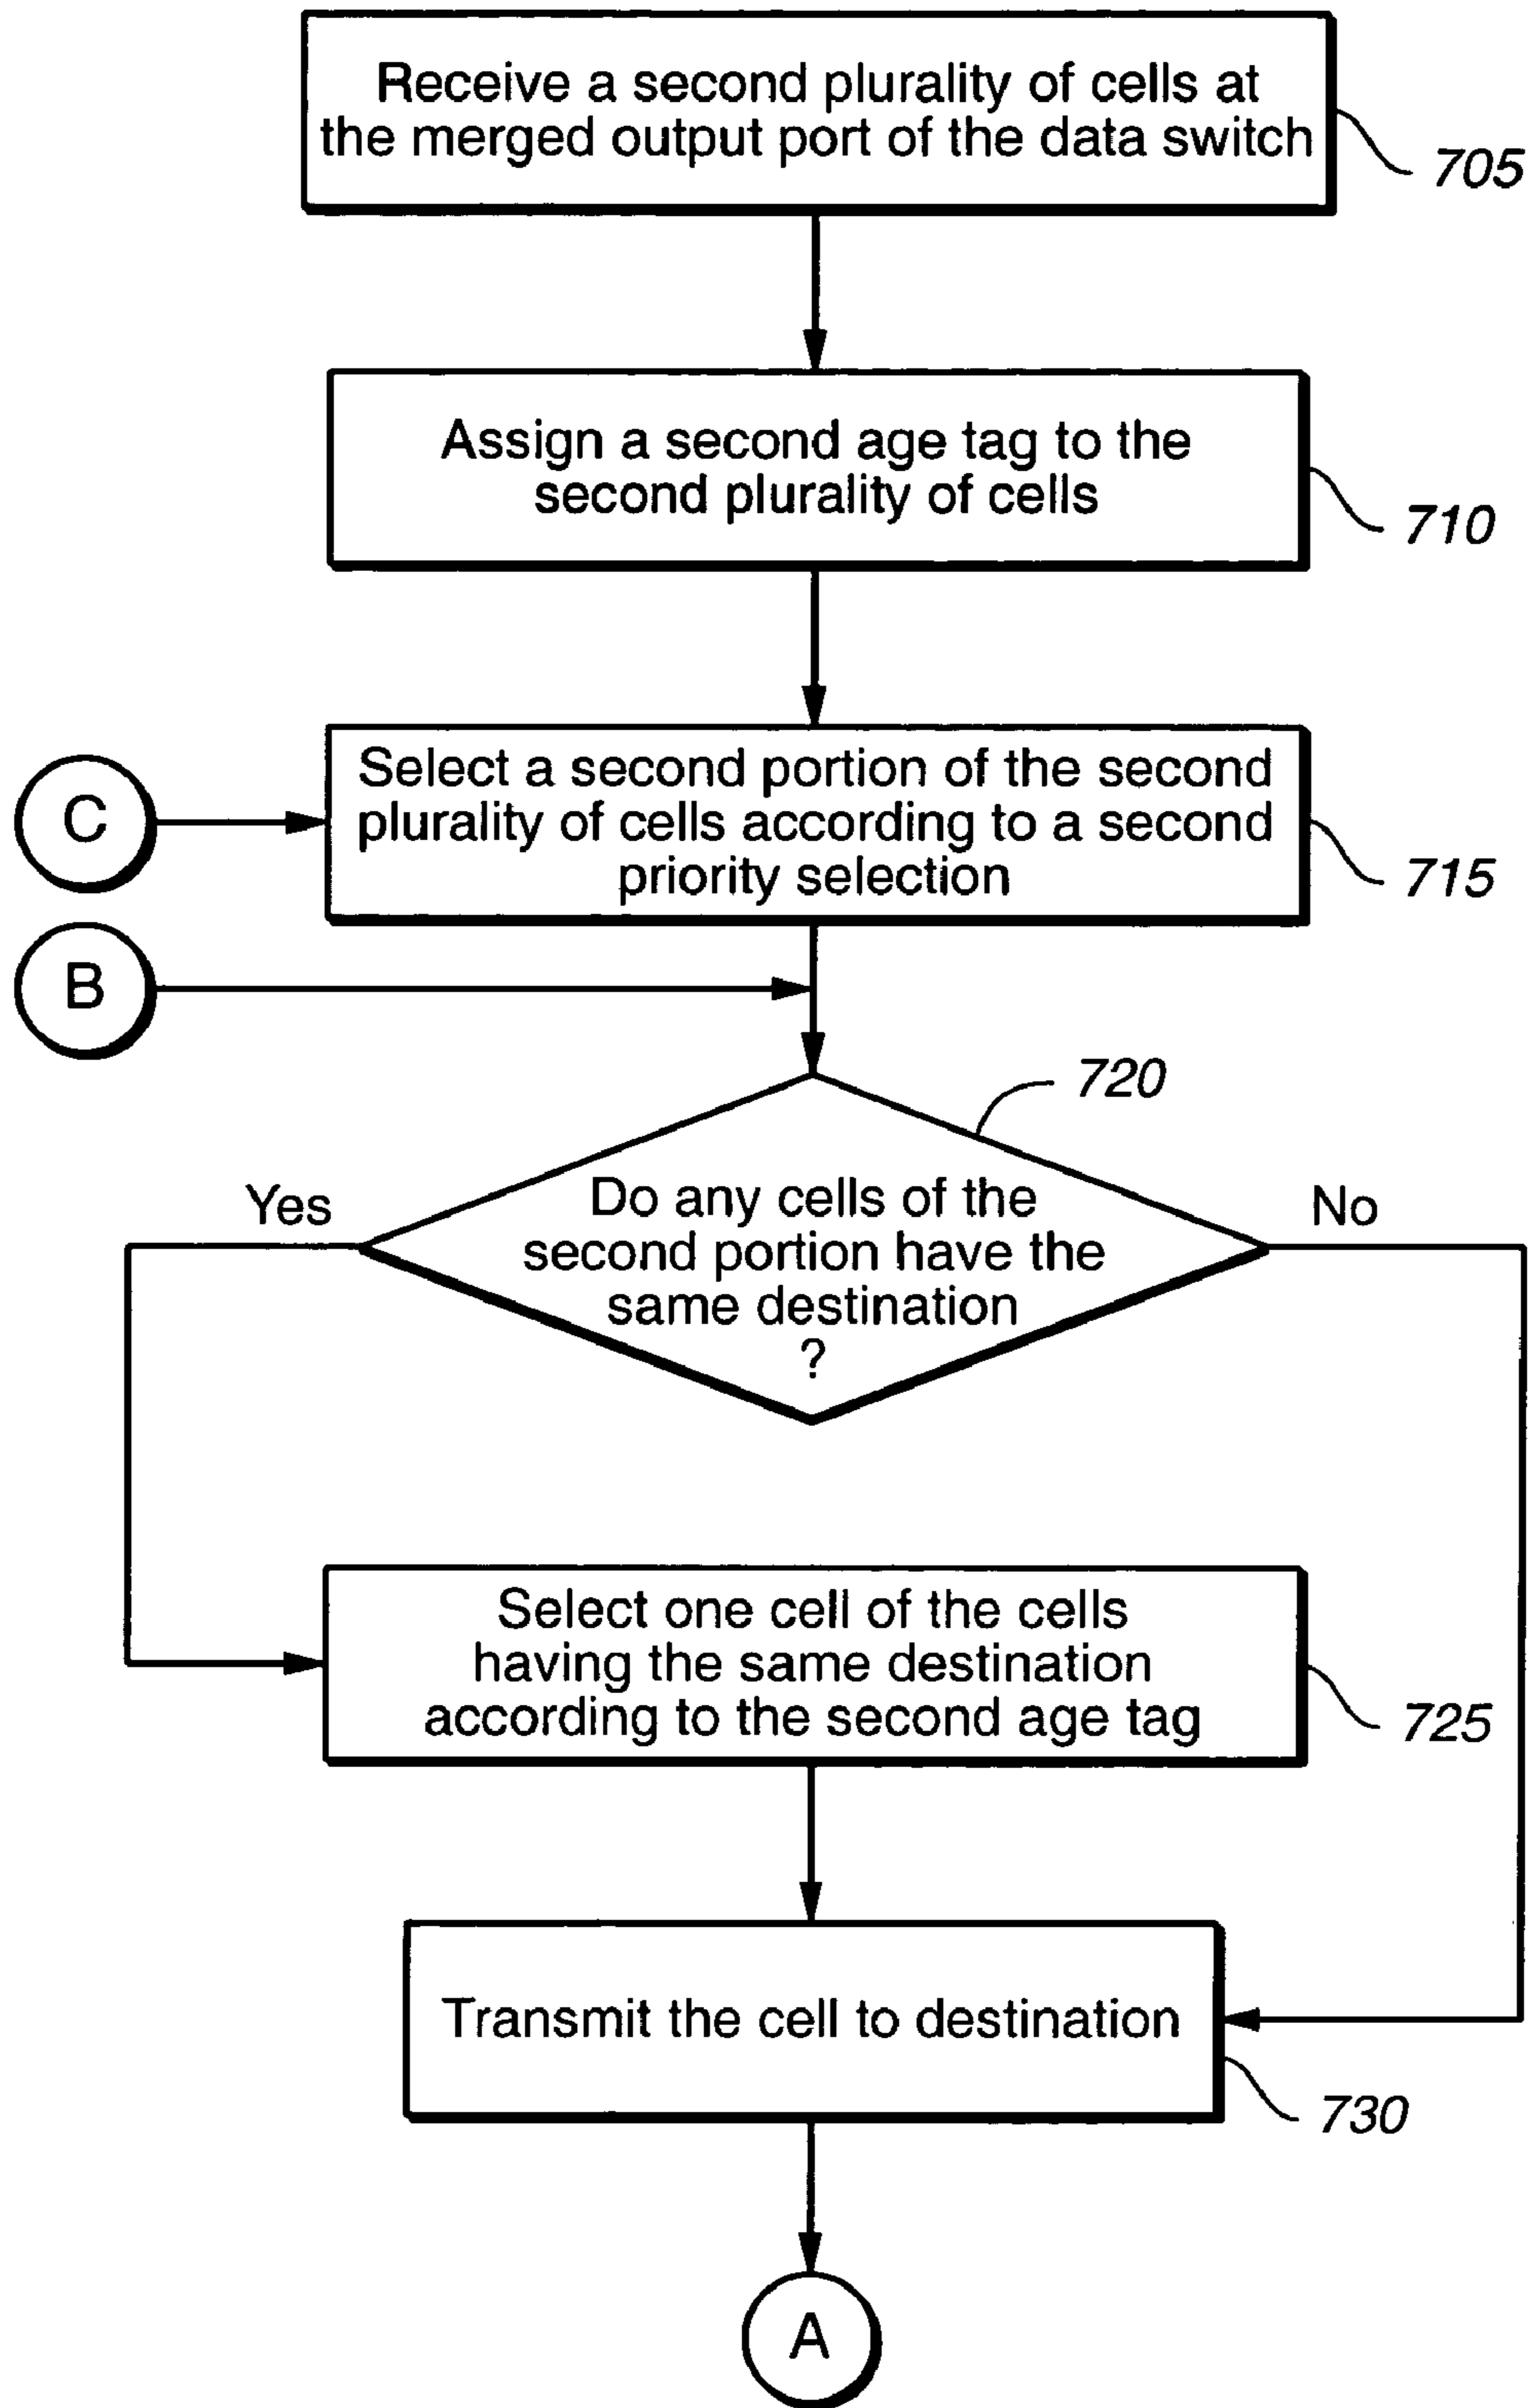 Receive a second plurality of cells at
the merged output port of the data switch
705
Assign a second age tag to the
second plurality of cells
710
C
Select a second portion of the second
plurality of cells according to a second
priority selection
715
B
720
Yes
Do any cells of the
second portion have the
same destination
?
No
Select one cell of the cells
having the same destination
according to the second age tag
725
Transmit the cell to destination
730
A